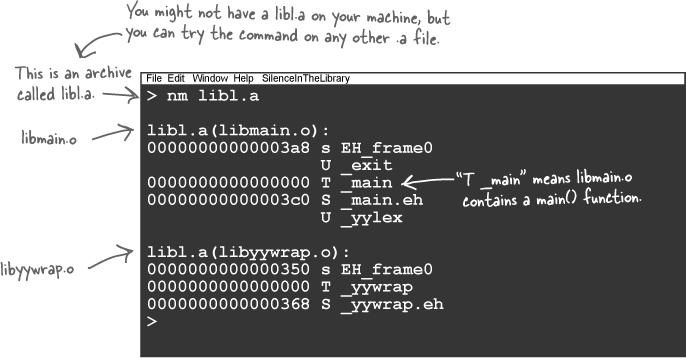 You might not have a libl.a on your machine, but
you can try the command on any other .a file.
This is an archive
called libl.a.
File Edit Window Help SilenceInTheLibrary
> nm libl.a
libmain.o
libl.a(libmain.o):
00000000000003a8 s EH_frame0
U _exit
0000000000000000 T _main
00000000000003c0 S _main.eh
U _yylex
"T _main" means libmain.o
contains a main() function.
libyywrap.o
libl.a(libyywrap.o):
0000000000000350 s EH_frame0
0000000000000000 T _yywrap
0000000000000368 S _yywrap.eh
>